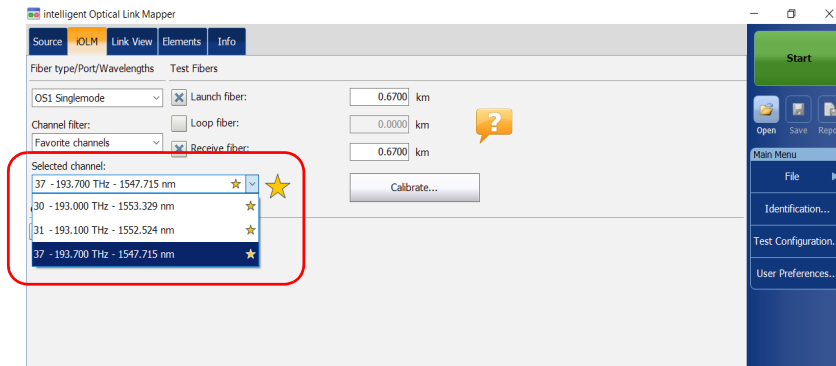 intelligent Optical Link Mapper
Source iOLM Link View Elements Info
Fiber type/Port/Wavelengths Test Fibers
OS1 Singlemode Launch fiber: 0.6700 km
Channel filter: Loop fiber: 0.0000 km
Favorite channels Receive fiber: 0.6700 km
Selected channel:
37 - 193.700 THz - 1547.715 nm Calibrate...
30 - 193.000 THz - 1553.329 nm
31 - 193.100 THz - 1552.524 nm
37 - 193.700 THz - 1547.715 nm
Start
Open Save
Main Menu
File
Identification...
Test Configuration.
User Preferences...